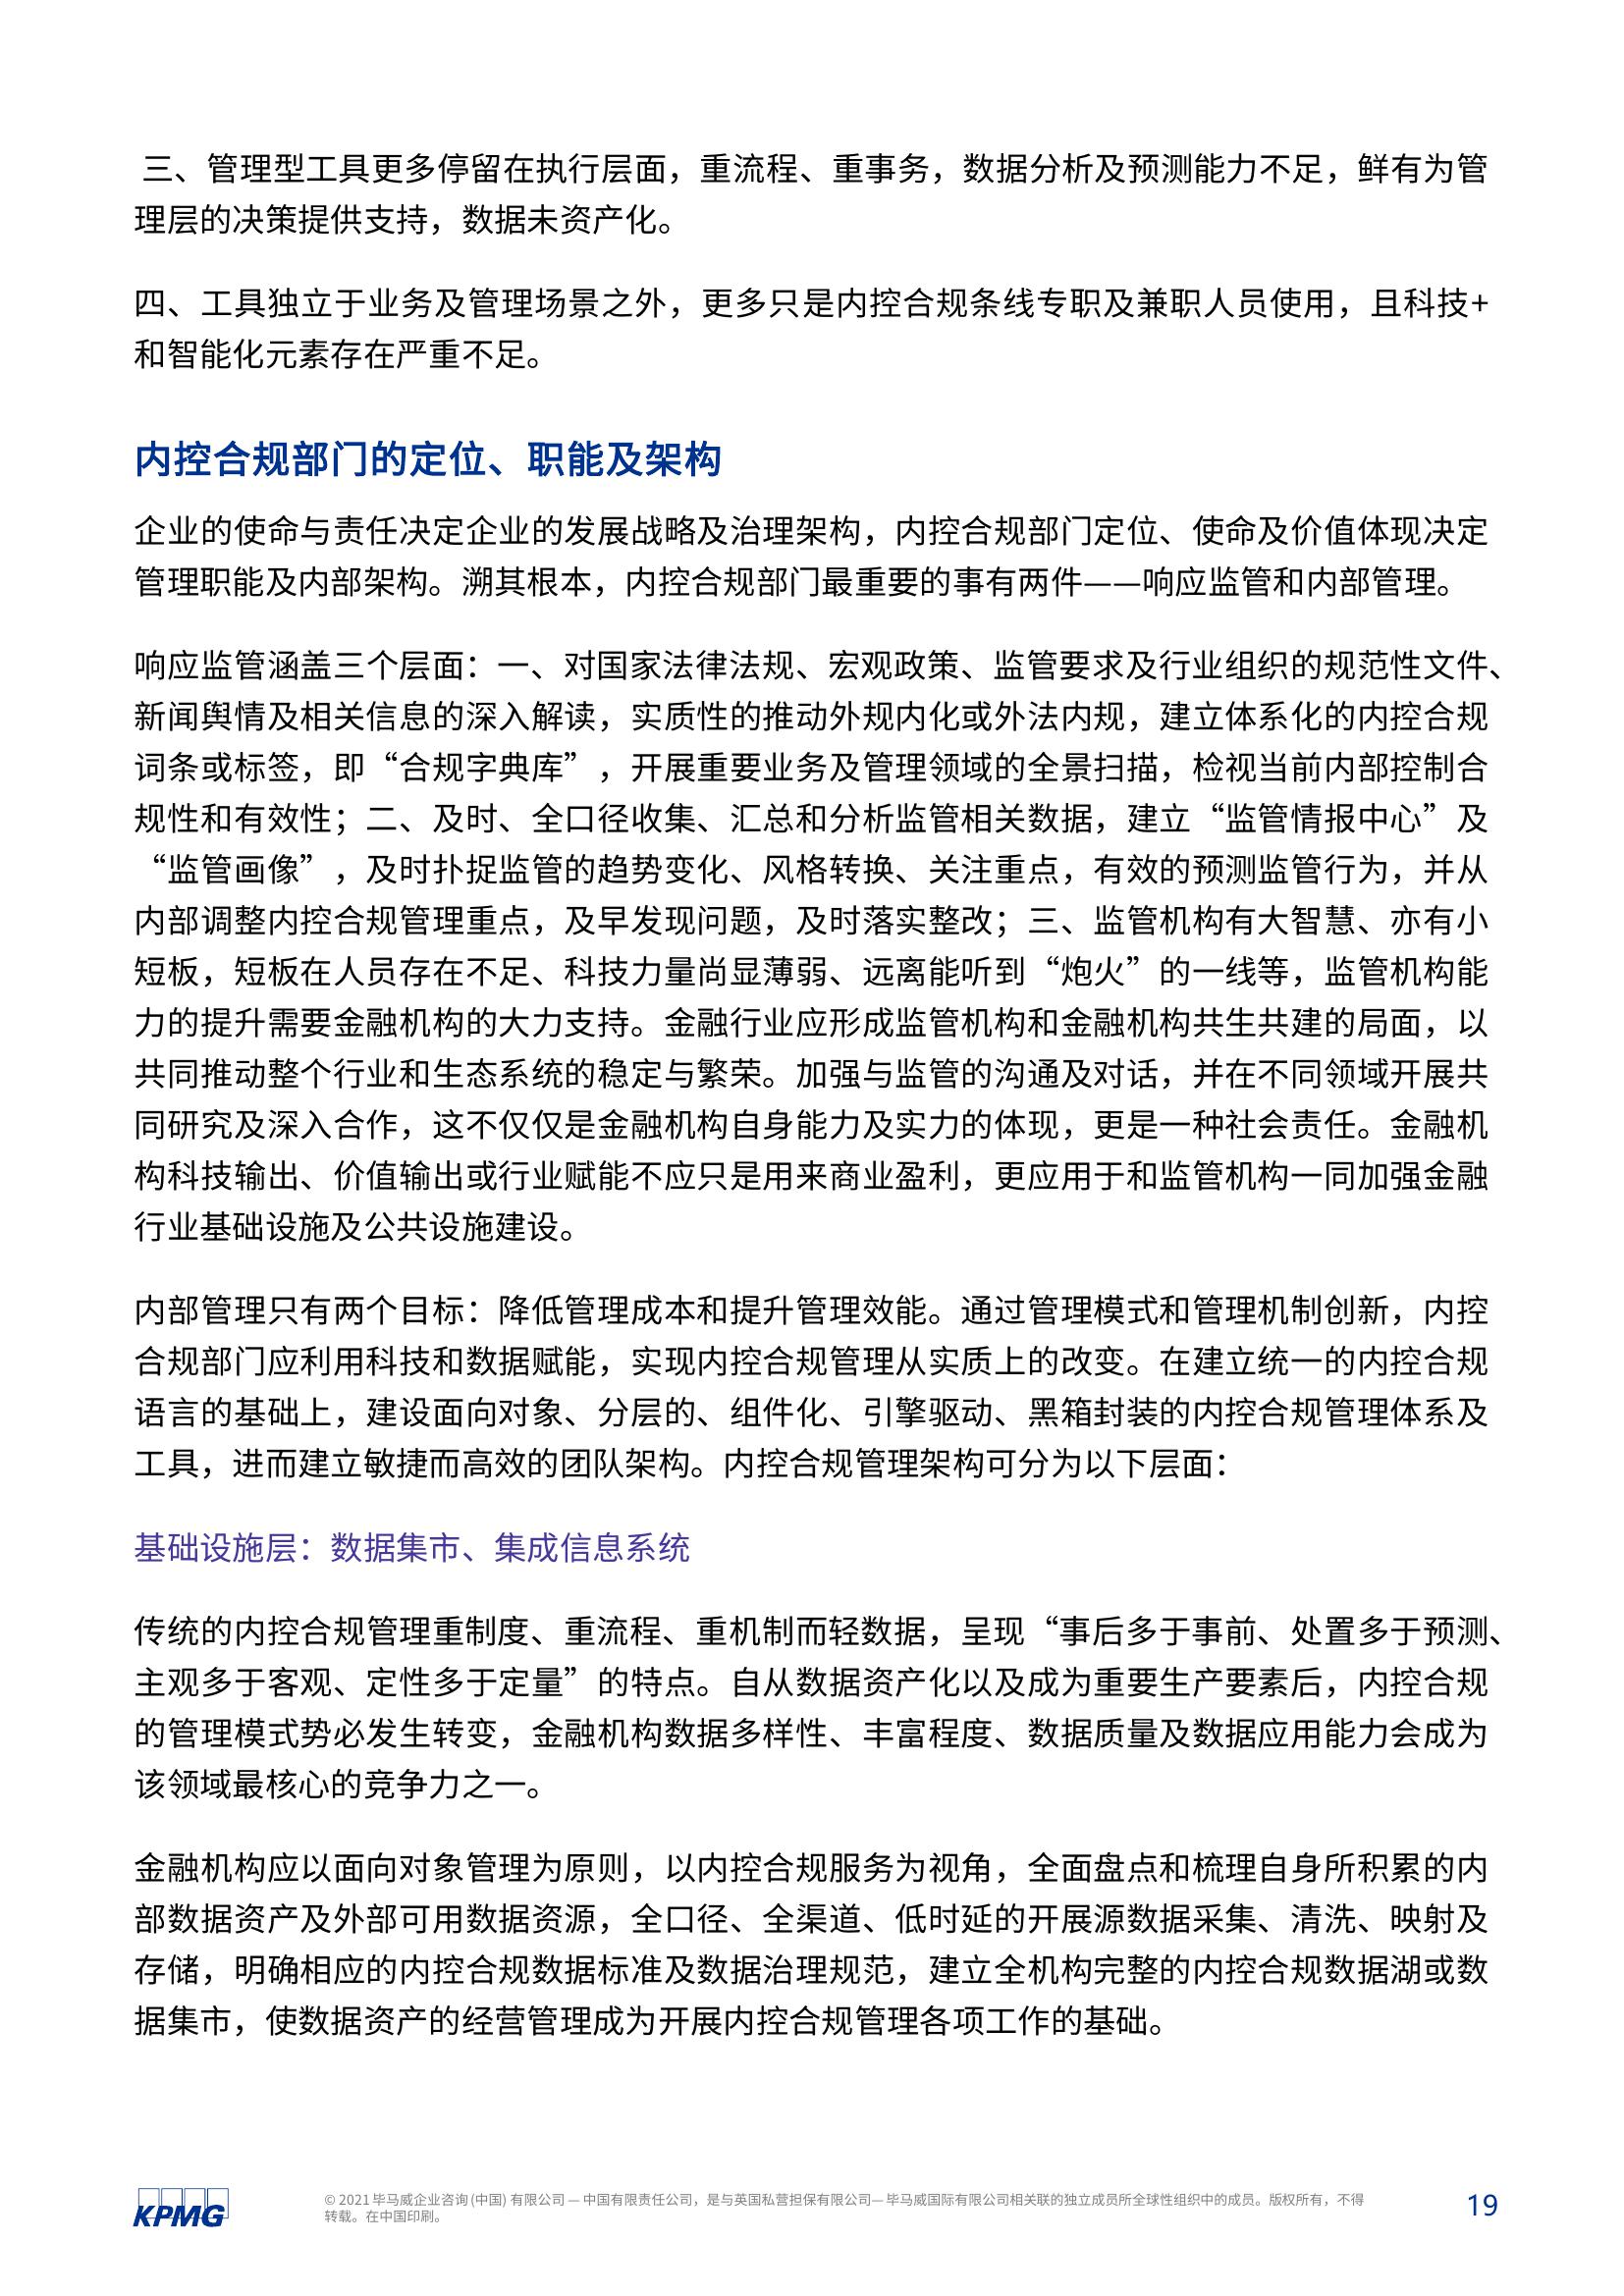 三、管理型工具更多停留在执行层面，重流程、重事务，数据分析及预测能力不足，鲜有为管
理层的决策提供支持，数据未资产化。
四、工具独立于业务及管理场景之外，更多只是内控合规条线专职及兼职人员使用，且科技+
和智能化元素存在严重不足。
内控合规部门的定位、职能及架构
企业的使命与责任决定企业的发展战略及治理架构，内控合规部门定位、使命及价值体现决定
管理职能及内部架构。溯其根本，内控合规部门最重要的事有两件——响应监管和内部管理。
响应监管涵盖三个层面：一、对国家法律法规、宏观政策、监管要求及行业组织的规范性文件、
新闻舆情及相关信息的深入解读，实质性的推动外规内化或外法内规，建立体系化的内控合规
词条或标签，即“合规字典库”，开展重要业务及管理领域的全景扫描，检视当前内部控制合
规性和有效性；二、及时、全口径收集、汇总和分析监管相关数据，建立“监管情报中心”及
“监管画像”，及时扑捉监管的趋势变化、风格转换、关注重点，有效的预测监管行为，并从
内部调整内控合规管理重点，及早发现问题，及时落实整改；三、监管机构有大智慧、亦有小
短板，短板在人员存在不足、科技力量尚显薄弱、远离能听到“炮火”的一线等，监管机构能
力的提升需要金融机构的大力支持。金融行业应形成监管机构和金融机构共生共建的局面，以
共同推动整个行业和生态系统的稳定与繁荣。加强与监管的沟通及对话，并在不同领域开展共
同研究及深入合作，这不仅仅是金融机构自身能力及实力的体现，更是一种社会责任。金融机
构科技输出、价值输出或行业赋能不应只是用来商业盈利，更应用于和监管机构一同加强金融
行业基础设施及公共设施建设。
内部管理只有两个目标：降低管理成本和提升管理效能。通过管理模式和管理机制创新，内控
合规部门应利用科技和数据赋能，实现内控合规管理从实质上的改变。在建立统一的内控合规
语言的基础上，建设面向对象、分层的、组件化、引擎驱动、黑箱封装的内控合规管理体系及
工具，进而建立敏捷而高效的团队架构。内控合规管理架构可分为以下层面：
基础设施层：数据集市、集成信息系统
传统的内控合规管理重制度、重流程、重机制而轻数据，呈现“事后多于事前、处置多于预测、
主观多于客观、定性多于定量”的特点。自从数据资产化以及成为重要生产要素后，内控合规
的管理模式势必发生转变，金融机构数据多样性、丰富程度、数据质量及数据应用能力会成为
该领域最核心的竞争力之一。
金融机构应以面向对象管理为原则，以内控合规服务为视角，全面盘点和梳理自身所积累的内
部数据资产及外部可用数据资源，全口径、全渠道、低时延的开展源数据采集、清洗、映射及
存储，明确相应的内控合规数据标准及数据治理规范，建立全机构完整的内控合规数据湖或数
据集市，使数据资产的经营管理成为开展内控合规管理各项工作的基础。
KPMG
© 2021 毕马威企业咨询 (中国) 有限公司 — 中国有限责任公司，是与英国私营担保有限公司— 毕马威国际有限公司相关联的独立成员所全球性组织中的成员。版权所有，不得
转载。在中国印刷。
19